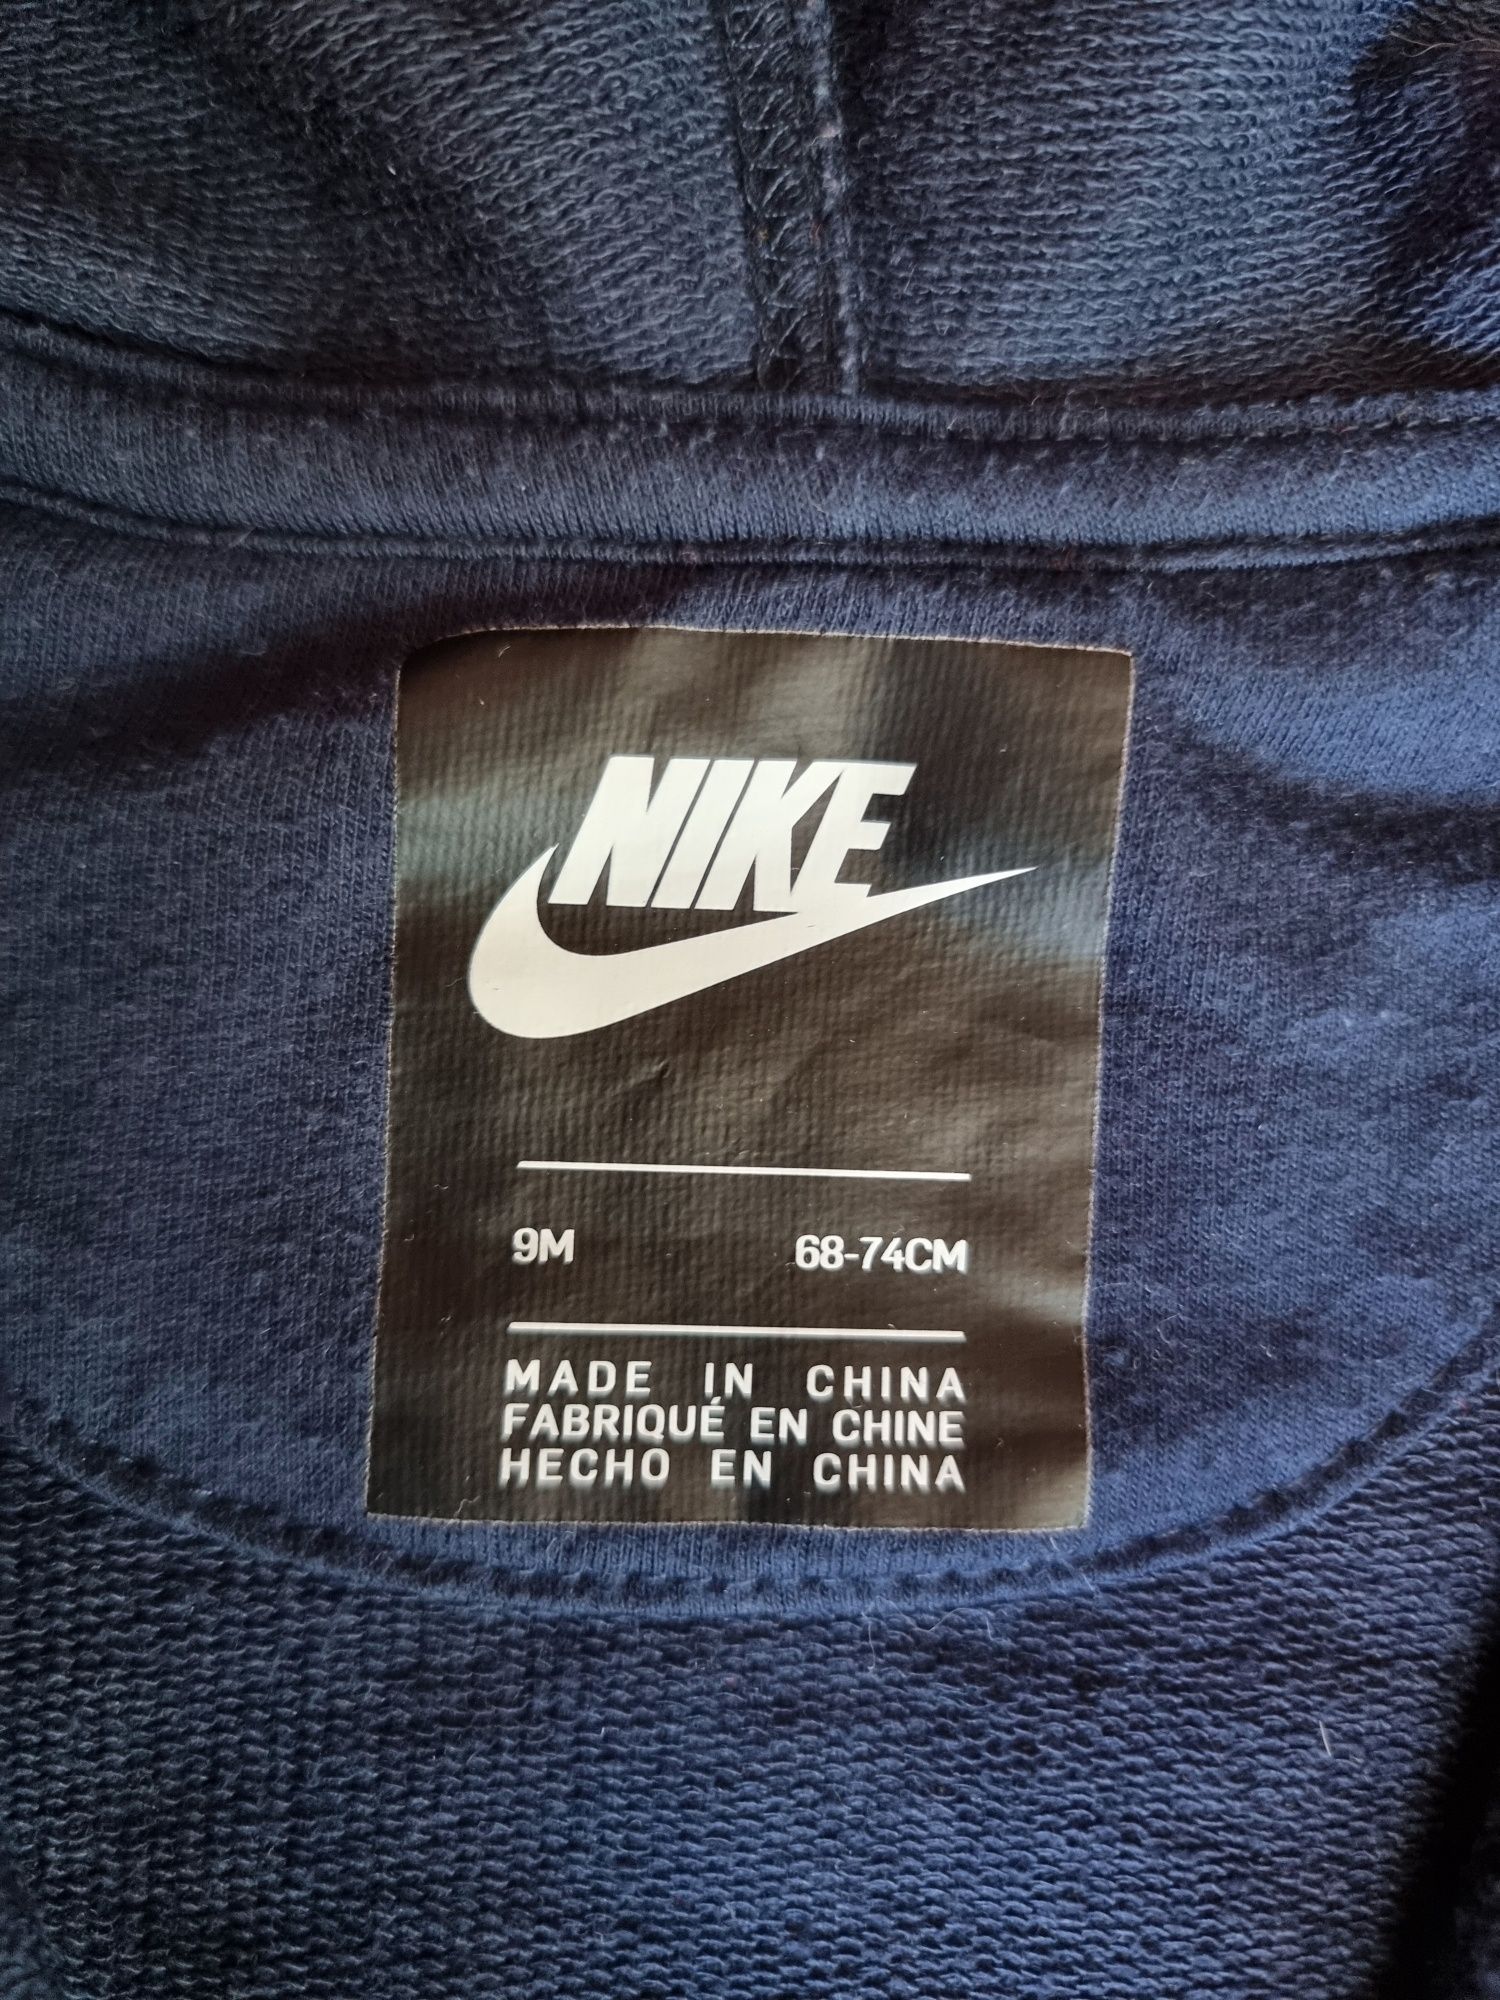 NIKE
9M 68-74CM
MADE IN CHINA
FABRIQUÉ EN CHINE
HECHO EN CHINA